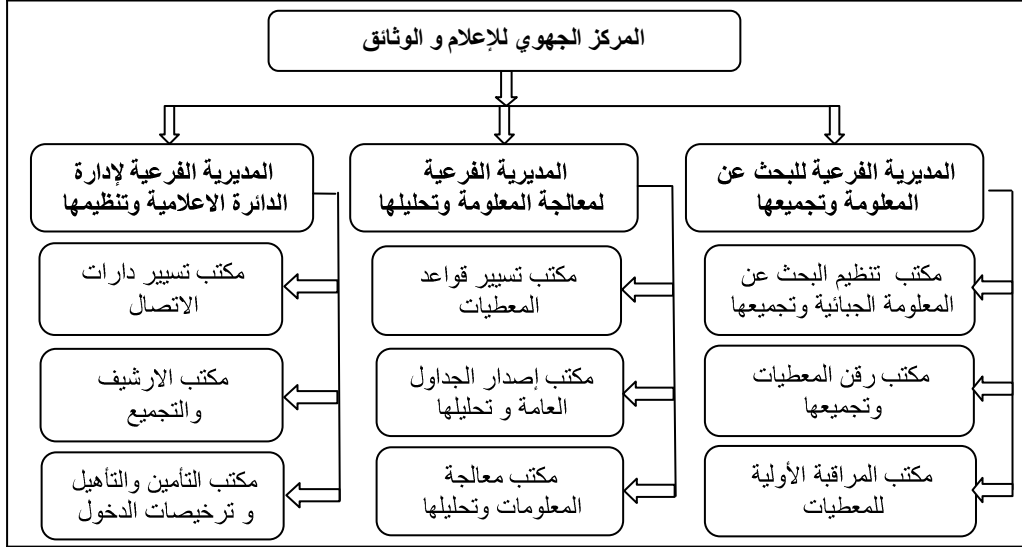 المركز الجهوي للإعلام و الوثائق
المديرية الفرعية للبحث عن
المعلومة وتجميعها
مكتب تنظيم البحث عن
المعلومة الجبائية وتجميعها
مكتب رقن المعطيات
وتجميعها
مكتب المراقبة الأولية
للمعطيات
المديرية الفرعية
لمعالجة المعلومة وتحليلها
مكتب تسيير قواعد
المعطيات
مكتب إصدار الجداول
العامة و تحليلها
مكتب معالجة
المعلومات وتحليلها
المديرية الفرعية لإدارة
الدائرة الاعلامية وتنظيمها
مكتب تسيير دارات
الاتصال
مكتب الارشيف
والتجميع
مكتب التأمين والتأهيل
و ترخيصات الدخول